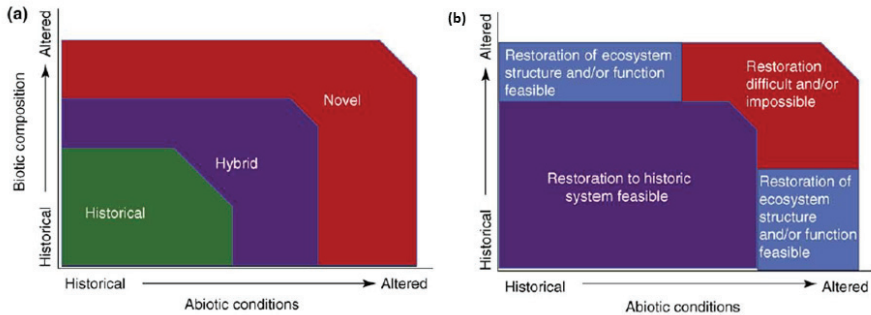 (a)
Altered
Biotic composition
Historical
Novel
Hybrid
Historical
Historical
Altered
Abiotic conditions
(b)
Altered
Historical
Restoration of ecosystem
structure and/or function
feasible
Restoration
difficult and/or
impossible
Restoration to historic
system feasible
Restoration of
ecosystem
structure
and/or function
feasible
Historical
Altered
Abiotic conditions